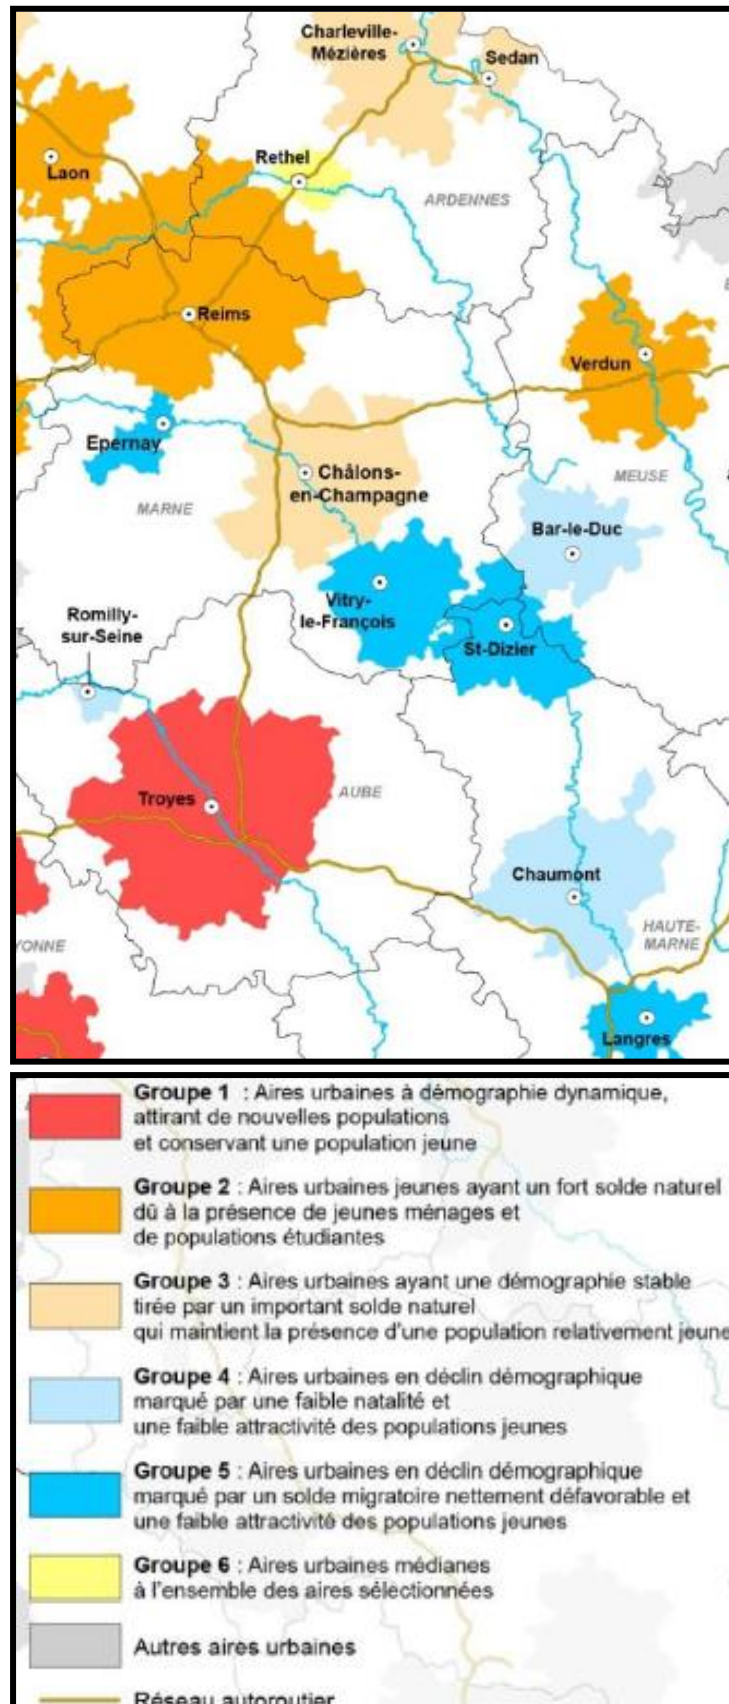 Charleville-
Mézières
Sedan
Laon
Rethel
ARDENNES
Reims
Verdun
Epernay
Châlons-
en-Champagne
MEUSE
MARNE
Bar-le-Duc
Romilly-
sur-Seine
Vitry-
le-François
St-Dizier
Troyes
AUBE
Chaumont
HAUTE-
MARNE
YONNE
Langres
Groupe 1 : Aires urbaines à démographie dynamique,
attirant de nouvelles populations
et conservant une population jeune
Groupe 2 : Aires urbaines jeunes ayant un fort solde naturel
dû à la présence de jeunes ménages et
de populations étudiantes
Groupe 3 : Aires urbaines ayant une démographie stable
tirée par un important solde naturel
qui maintient la présence d'une population relativement jeune
Groupe 4 : Aires urbaines en déclin démographique
marqué par une faible natalité et
une faible attractivité des populations jeunes
Groupe 5 : Aires urbaines en déclin démographique
marqué par un solde migratoire nettement défavorable et
une faible attractivité des populations jeunes
Groupe 6 : Aires urbaines médianes
à l'ensemble des aires sélectionnées
Autres aires urbaines
Réseau autoroutier